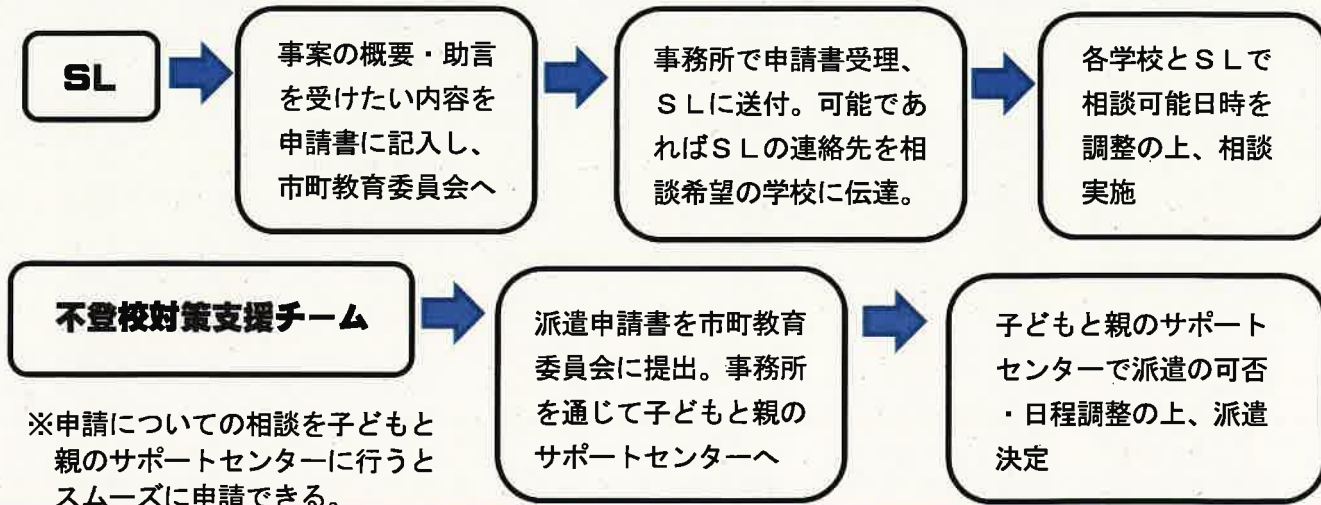 SL
事案の概要・助言
を受けたい内容を
申請書に記入し、
市町教育委員会へ
事務所で申請書受理、
ＳＬに送付。可能であ
ればＳＬの連絡先を相
談希望の学校に伝達。
各学校とＳＬで
相談可能日時を
調整の上、相談
実施
不登校対策支援チーム
※申請についての相談を子どもと
親のサポートセンターに行うと
スムーズに申請できる。
派遣申請書を市町教育
委員会に提出。事務所
を通じて子どもと親の
サポートセンターへ
子どもと親のサポート
センターで派遣の可否
・日程調整の上、派遣
決定